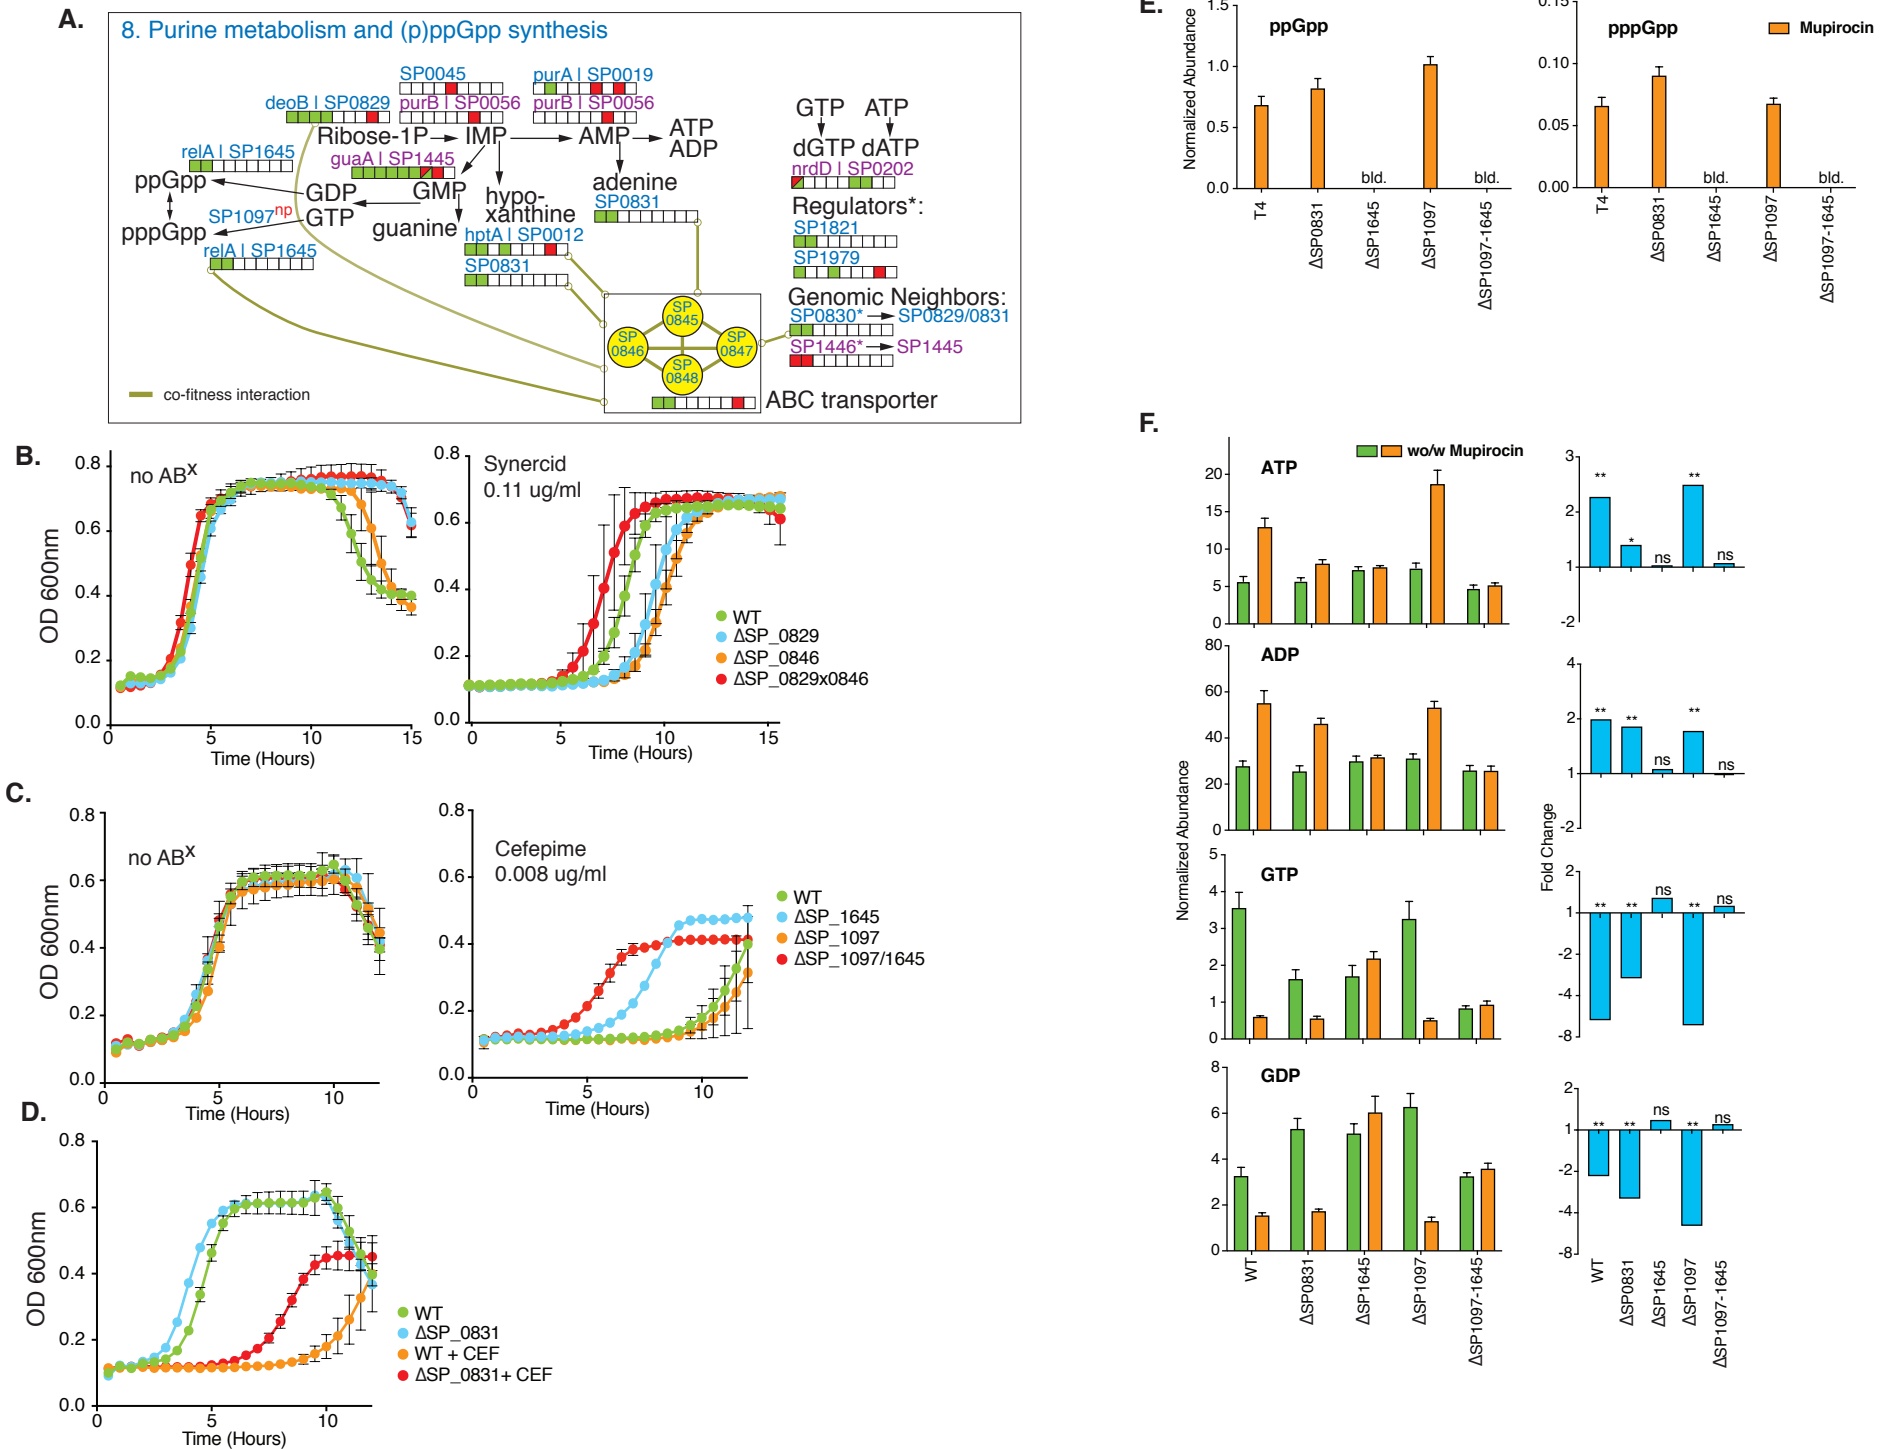 A.
8. Purine metabolism and (p)ppGpp synthesis
SP0045
purA | SP0019
deoB | SP0829
purB | SP0056
purB | SP0056
Ribose-1P
IMP
AMP
ATP
ADP
relA | SP1645
guaA | SP1445
ppGpp
GDP
GMP
hypo-
xanthine
adenine
SP0831
SP1097np
GTP
pppGpp
guanine
relA | SP1645
hptA | SP0012
SP0831
GTP
ATP
dGTP dATP
nrdD | SP0202
Regulators*:
SP1821
SP1979
Genomic Neighbors:
SP0830*
SP0829/0831
SP1446*
SP1445
SP
0845
SP
0846
SP
0847
SP
0848
ABC transporter
co-fitness interaction
B.
no ABx
OD 600nm
0.8
0.6
0.4
0.2
0.0
0
5
10
15
Time (Hours)
Synercid
0.11 ug/ml
0.8
0.6
0.4
0.2
0.0
0
5
10
15
Time (Hours)
WT
ΔSP_0829
ΔSP_0846
ΔSP_0829x0846
C.
no ABx
OD 600nm
0.8
0.6
0.4
0.2
0.0
0
5
10
Time (Hours)
Cefepime
0.008 ug/ml
0.8
0.6
0.4
0.2
0.0
0
5
10
Time (Hours)
WT
ΔSP_1645
ΔSP_1097
ΔSP_1097/1645
D.
OD 600nm
0.8
0.6
0.4
0.2
0.0
0
5
10
Time (Hours)
WT
ΔSP_0831
WT + CEF
ΔSP_0831+ CEF
E.
ppGpp
Normalized Abundance
1.5
1.0
0.5
0.0
bld.
bld.
T4
ΔSP0831
ΔSP1645
ΔSP1097
ΔSP1097-1645
pppGpp
Mupirocin
0.15
0.10
0.05
0.00
bld.
bld.
T4
ΔSP0831
ΔSP1645
ΔSP1097
ΔSP1097-1645
F.
wo/w Mupirocin
Normalized Abundance
Fold Change
ATP
20
15
10
5
0
3
2
1
-2
**
*
ns
**
ns
ADP
80
60
40
20
0
4
2
1
-2
**
**
ns
**
ns
GTP
5
4
3
2
1
0
2
1
-2
-4
-8
**
**
ns
**
ns
GDP
8
6
4
2
0
2
1
-2
-4
-8
**
**
ns
**
ns
WT
ΔSP0831
ΔSP1645
ΔSP1097
ΔSP1097-1645
WT
ΔSP0831
ΔSP1645
ΔSP1097
ΔSP1097-1645